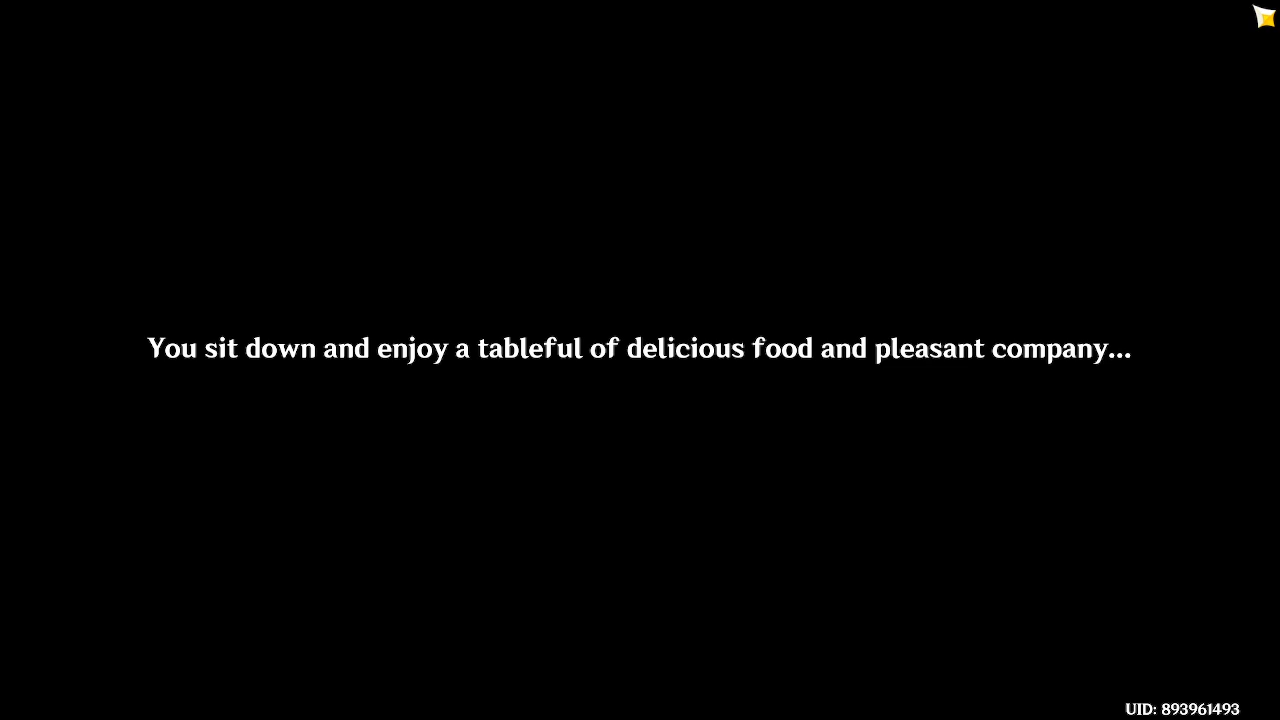 You sit down and enjoy a tableful of delicious food and pleasant company...
UID: 893961493